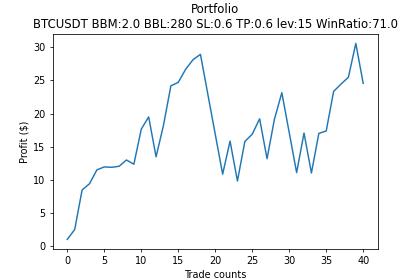 Portfolio
BTCUSDT BBM:2.0 BBL:280 SL:0.6 TP:0.6 lev:15 WinRatio:71.0
30
25
20
15
10
5
0
Profit ($)
0 5 10 15 20 25 30 35 40
Trade counts